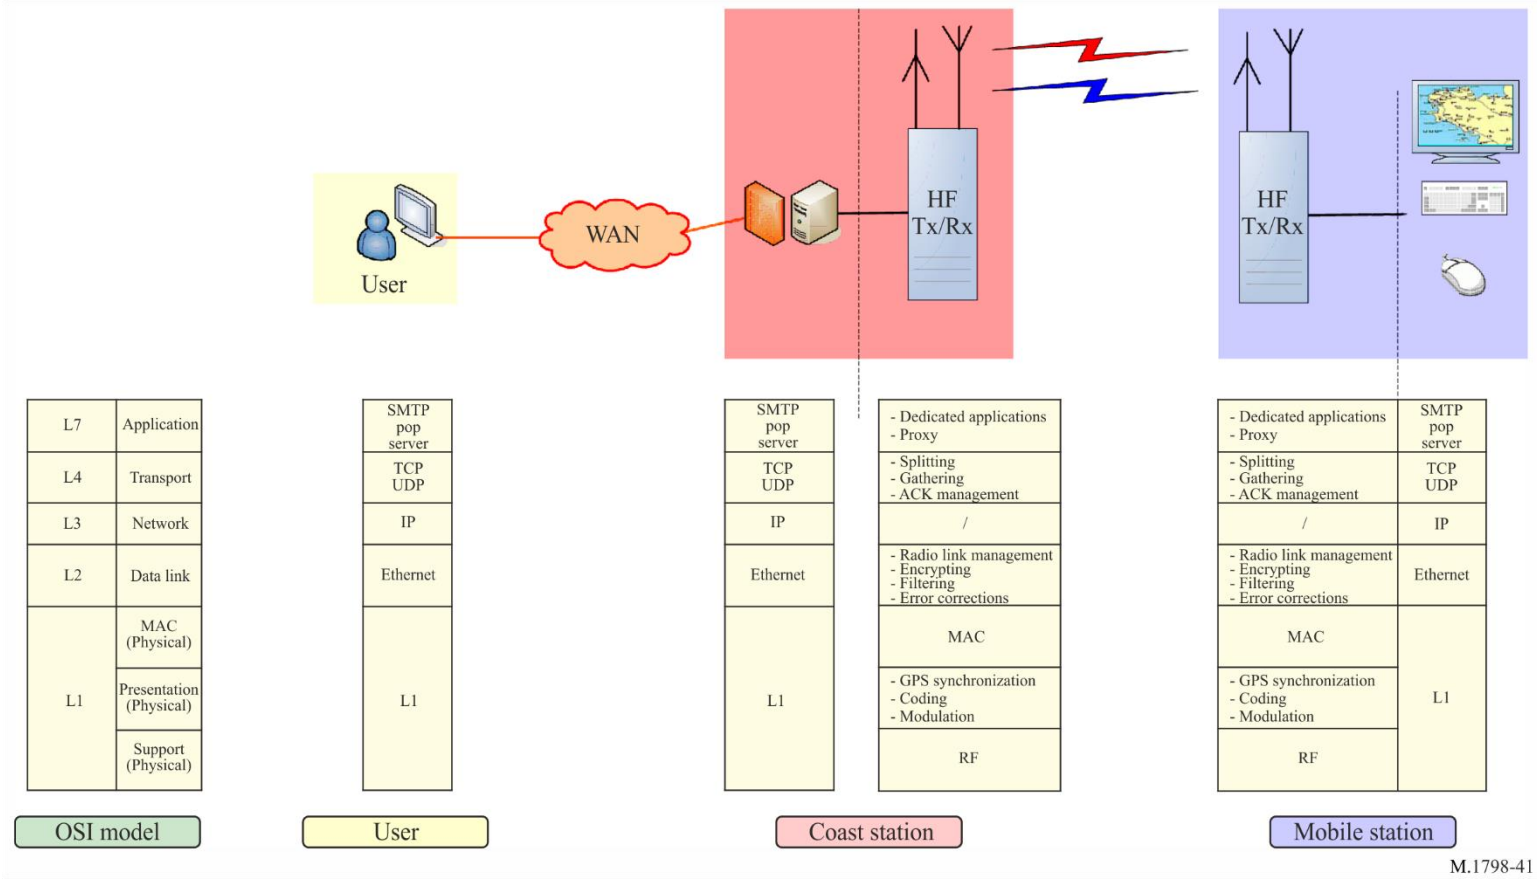 HF
Tx/Rx
HF
Tx/Rx
WAN
User
L7
Application
L4
Transport
L3
Network
L2
Data link
L1
MAC
(Physical)
Presentation
(Physical)
Support
(Physical)
SMTP
pop
server
TCP
UDP
IP
Ethernet
L1
SMTP
pop
server
TCP
UDP
IP
Ethernet
L1
- Dedicated applications
- Proxy
- Splitting
- Gathering
- ACK management
/
- Radio link management
- Encrypting
- Filtering
- Error corrections
MAC
- GPS synchronization
- Coding
- Modulation
RF
- Dedicated applications
- Proxy
- Splitting
- Gathering
- ACK management
/
- Radio link management
- Encrypting
- Filtering
- Error corrections
MAC
- GPS synchronization
- Coding
- Modulation
RF
SMTP
pop
server
TCP
UDP
IP
Ethernet
L1
OSI model
User
Coast station
Mobile station
M.1798-41